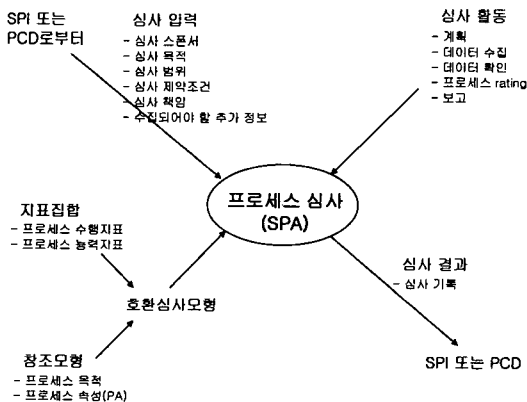 SPI 또는
PCD로부터
심사 입력
- 심사 스폰서
- 심사 목적
- 심사 범위
- 심사 제약조건
- 심사 책임
- 수집되어야 할 추가 정보
심사 활동
- 계획
- 데이터 수집
- 데이터 확인
- 프로세스 rating
- 보고
프로세스 심사
(SPA)
지표집합
- 프로세스 수행지표
- 프로세스 능력지표
호환심사모형
참조모형
- 프로세스 목적
- 프로세스 속성(PA)
심사 결과
- 심사 기록
SPI 또는 PCD